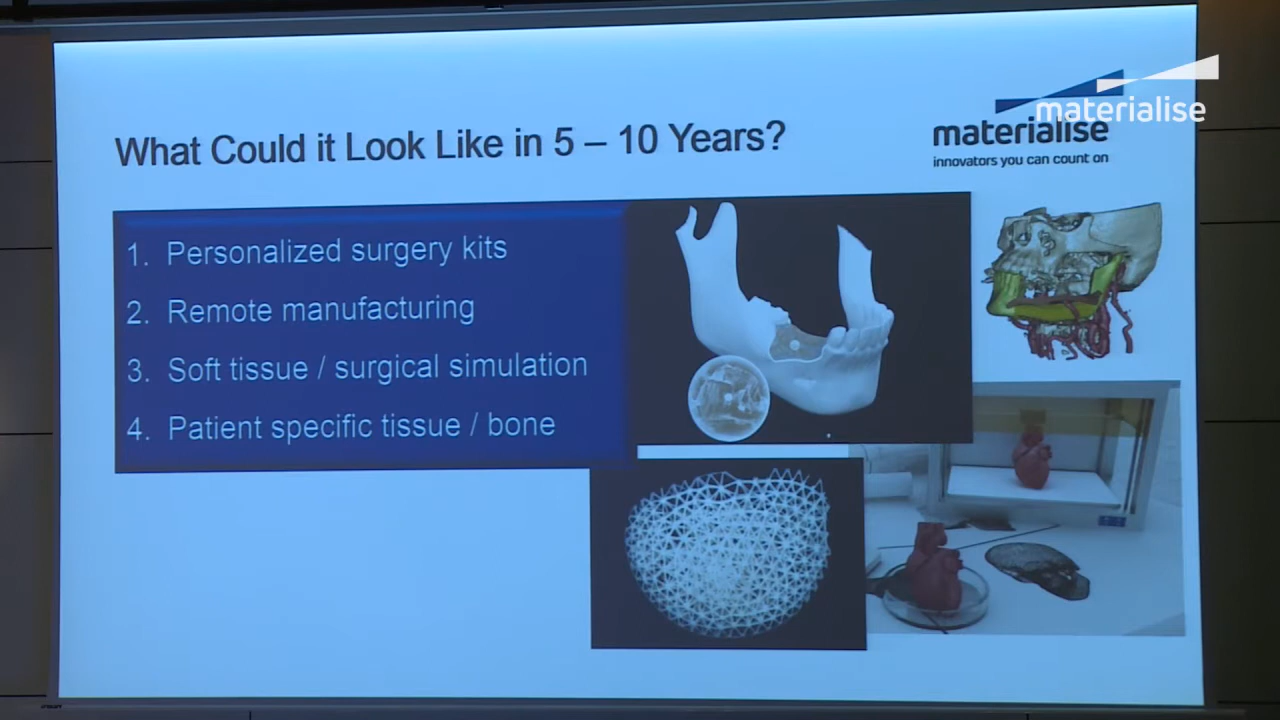 materialise
What Could it Look Like in 5 – 10 Years?
materialise
innovators you can count on
1. Personalized surgery kits
2. Remote manufacturing
3. Soft tissue / surgical simulation
4. Patient specific tissue / bone